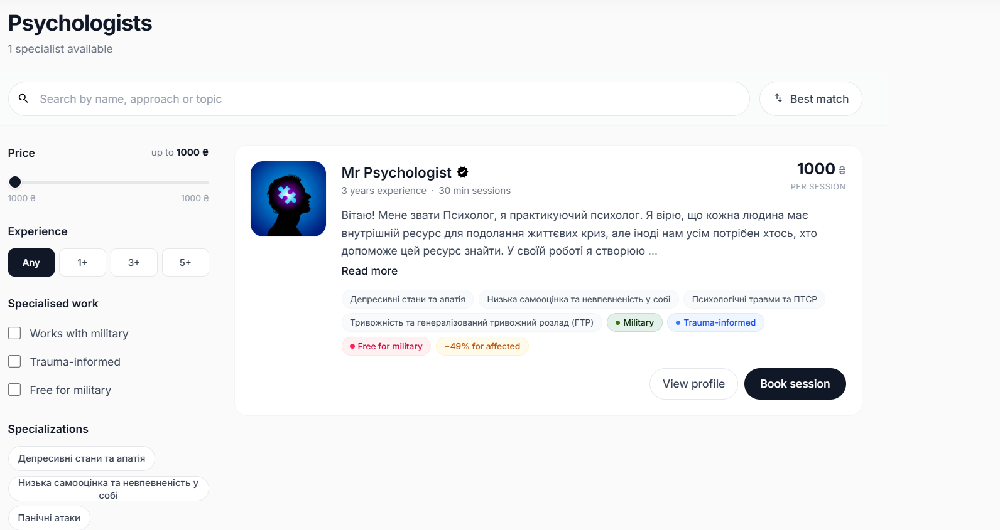 Psychologists
1 specialist available
Search by name, approach or topic
Best match
Price
up to 1000 ₴
1000 ₴
1000 ₴
Experience
Any
1+
3+
5+
Specialised work
Works with military
Trauma-informed
Free for military
Specializations
Депресивні стани та апатія
Низька самооцінка та невпевненість у
собі
Панічні атаки
Mr Psychologist
3 years experience · 30 min sessions
1000 ₴
PER SESSION
Вітаю! Мене звати Психолог, я практикуючий психолог. Я вірю, що кожна людина має
внутрішній ресурс для подолання життєвих криз, але іноді нам усім потрібен хтось, хто
допоможе цей ресурс знайти. У своїй роботі я створюю ...
Read more
Депресивні стани та апатія
Низька самооцінка та невпевненість у собі
Психологічні травми та ПТСР
Тривожність та генералізований тривожний розлад (ГТР)
Military
Trauma-informed
Free for military
−49% for affected
View profile
Book session